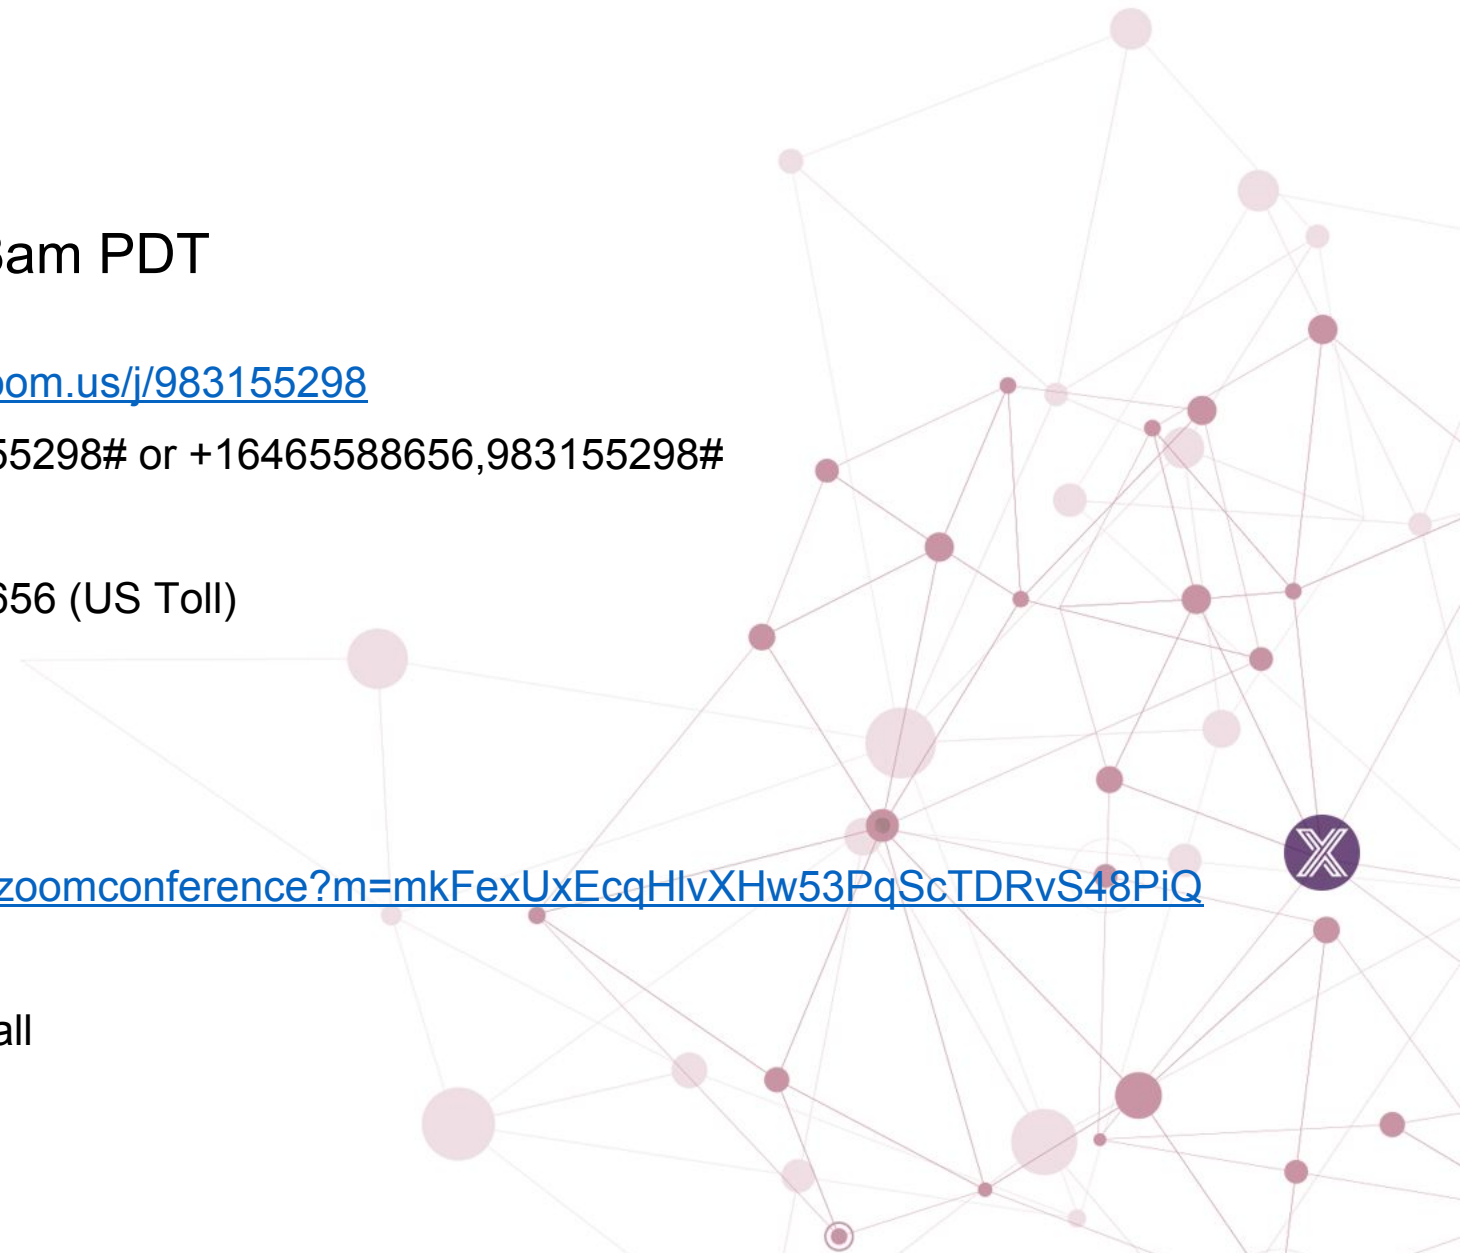 8am PDT
oom.us/j/983155298
55298# or +16465588656,983155298#
656 (US Toll)
zoomconference?m=mkFexUxEcqHlvXHw53PqScTDRvS48PiQ
all